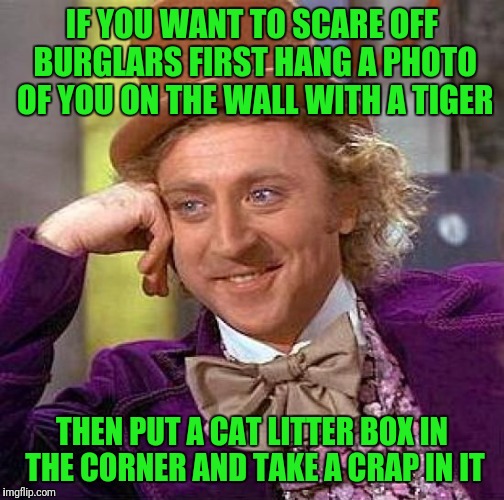 IF YOU WANT TO SCARE OFF
BURGLARS FIRST HANG A PHOTO
OF YOU ON THE WALL WITH A TIGER
THEN PUT A CAT LITTER BOX IN
THE CORNER AND TAKE A CRAP IN IT
imgflip.com